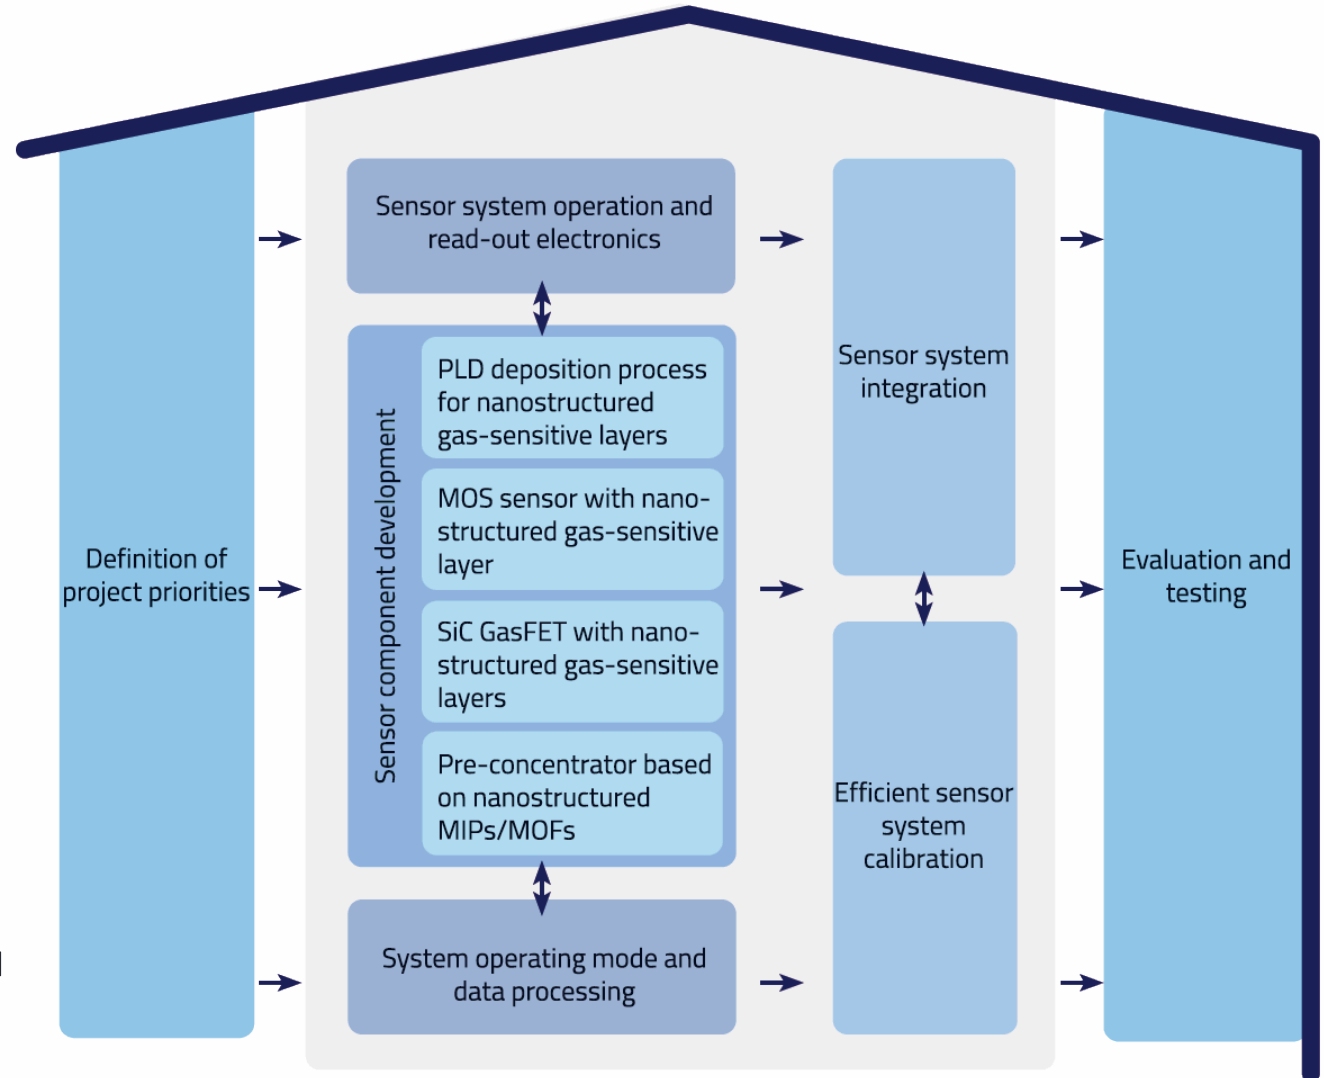 Definition of
project priorities
Sensor system operation and
read-out electronics
Sensor component development
PLD deposition process
for nanostructured
gas-sensitive layers
MOS sensor with nano-
structured gas-sensitive
layer
SiC GasFET with nano-
structured gas-sensitive
layers
Pre-concentrator based
on nanostructured
MIPs/MOFs
System operating mode and
data processing
Sensor system
integration
Efficient sensor
system
calibration
Evaluation and
testing